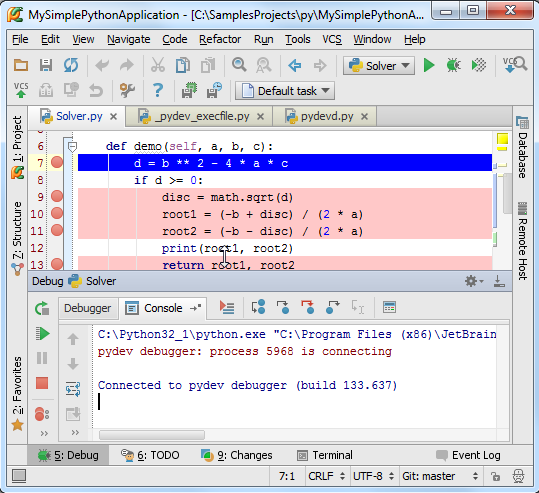 MySimplePythonApplication - [C:\SamplesProjects\py\MySimplePythonA...
File Edit View Navigate Code Refactor Run Tools VCS Window Help
Solver VCS
VCS Default task
Solver.py _pydev_execfile.py pydevd.py
1: Project
7: Structure
2: Favorites
Database
Remote Host
6 def demo(self, a, b, c):
7 d = b ** 2 - 4 * a * c
8 if d >= 0:
9 disc = math.sqrt(d)
10 root1 = (-b + disc) / (2 * a)
11 root2 = (-b - disc) / (2 * a)
12 print(root1, root2)
13 return root1, root2
Debug Solver
Debugger Console
C:\Python32_1\python.exe "C:\Program Files (x86)\JetBrain
pydev debugger: process 5968 is connecting
Connected to pydev debugger (build 133.637)
5: Debug 6: TODO 9: Changes Terminal Event Log
7:1 CRLF UTF-8 Git: master